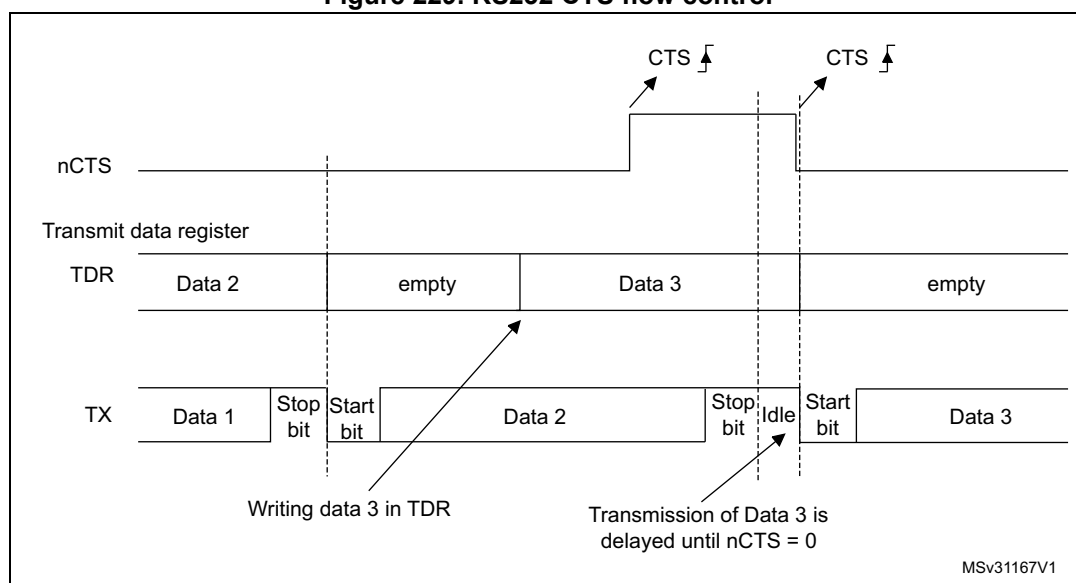 Figure 229. RS232 CTS flow control
CTS
CTS
nCTS
Transmit data register
TDR
Data 2
empty
Data 3
empty
TX
Data 1
Stop
bit
Start
bit
Data 2
Stop
bit
Idle
Start
bit
Data 3
Writing data 3 in TDR
Transmission of Data 3 is
delayed until nCTS = 0
MSv31167V1